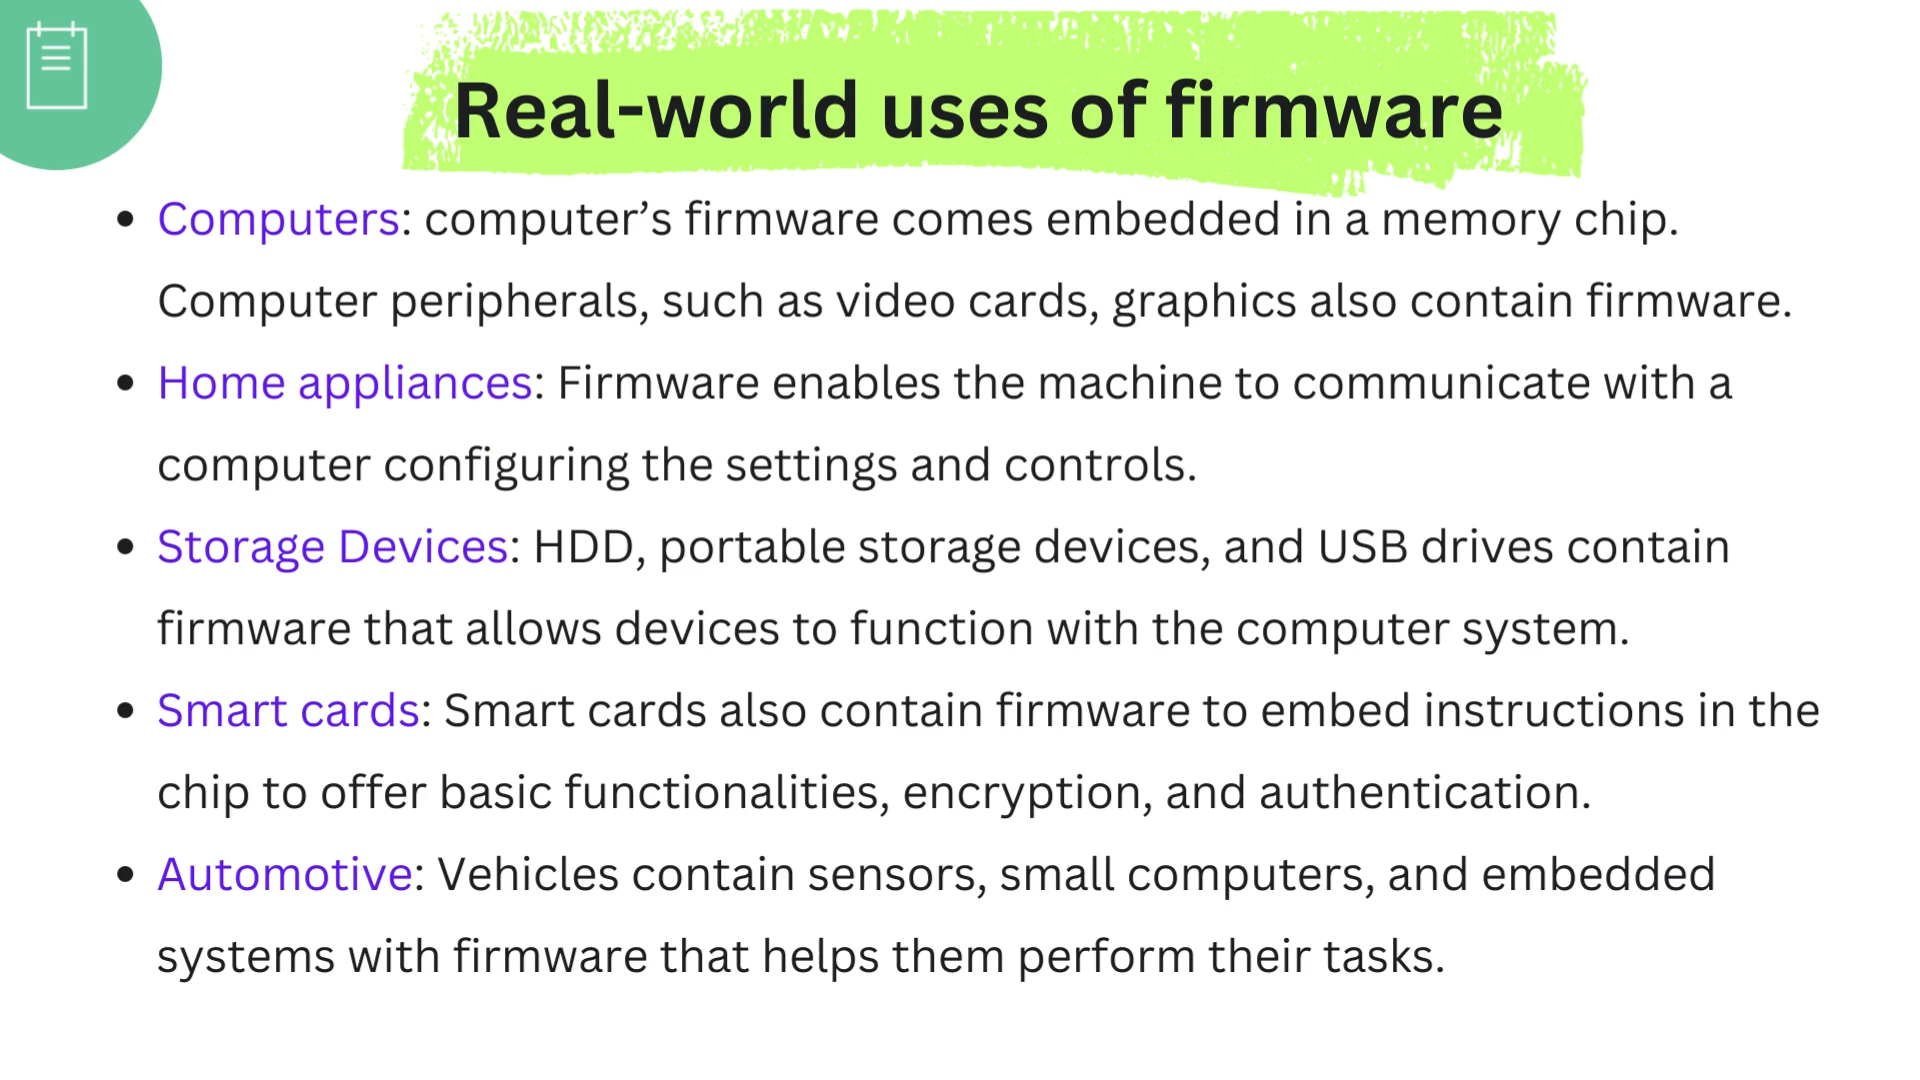 Real-world uses of firmware
• Computers: computer’s firmware comes embedded in a memory chip.
Computer peripherals, such as video cards, graphics also contain firmware.
• Home appliances: Firmware enables the machine to communicate with a
computer configuring the settings and controls.
• Storage Devices: HDD, portable storage devices, and USB drives contain
firmware that allows devices to function with the computer system.
• Smart cards: Smart cards also contain firmware to embed instructions in the
chip to offer basic functionalities, encryption, and authentication.
• Automotive: Vehicles contain sensors, small computers, and embedded
systems with firmware that helps them perform their tasks.